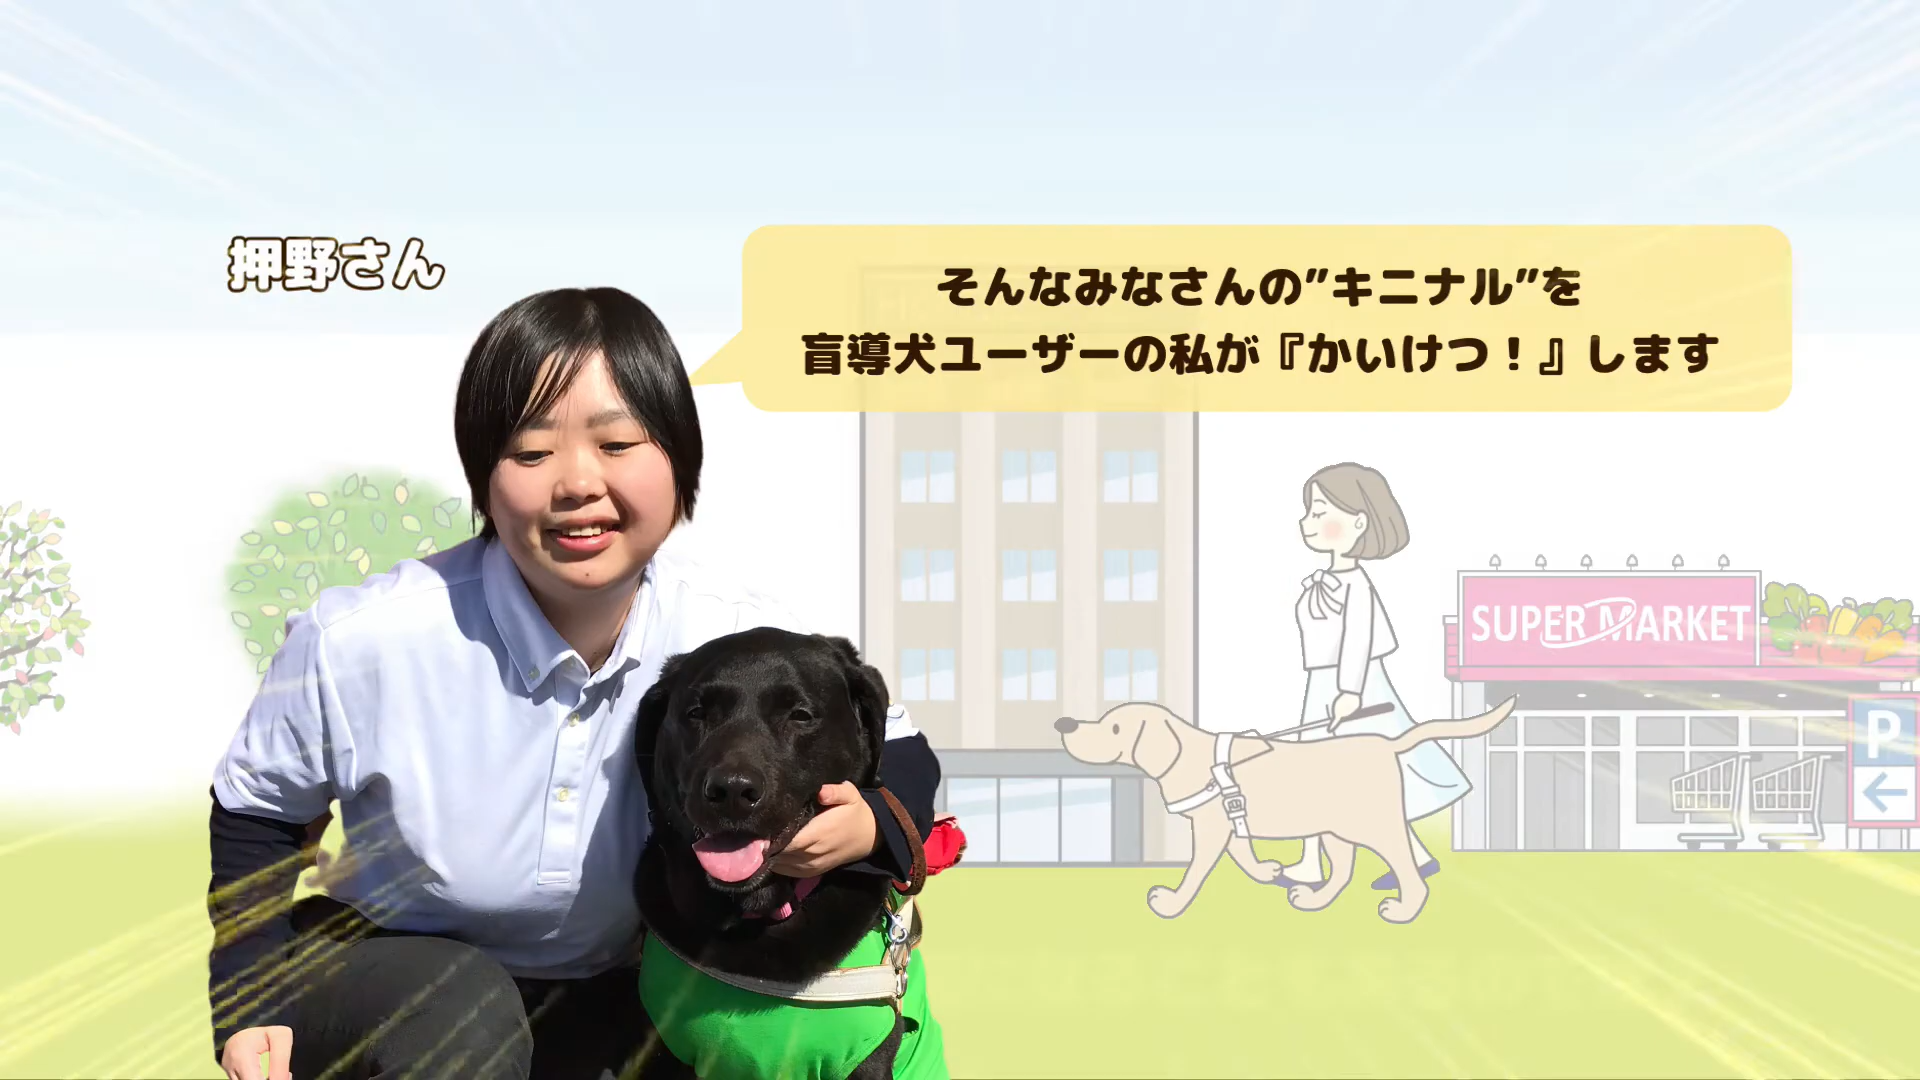 押野さん
そんなみなさんの”キニナル”を
盲導犬ユーザーの私が『かいけつ！』します
SUPER MARKET
P